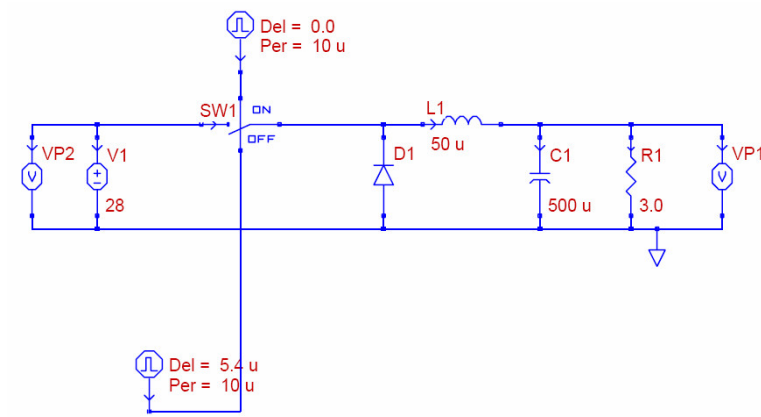 Del = 0.0
Per = 10 u
SW1
ON
OFF
L1
50 u
VP2
V1
28
D1
C1
500 u
R1
3.0
VP1
V
+
−
V
Del = 5.4 u
Per = 10 u